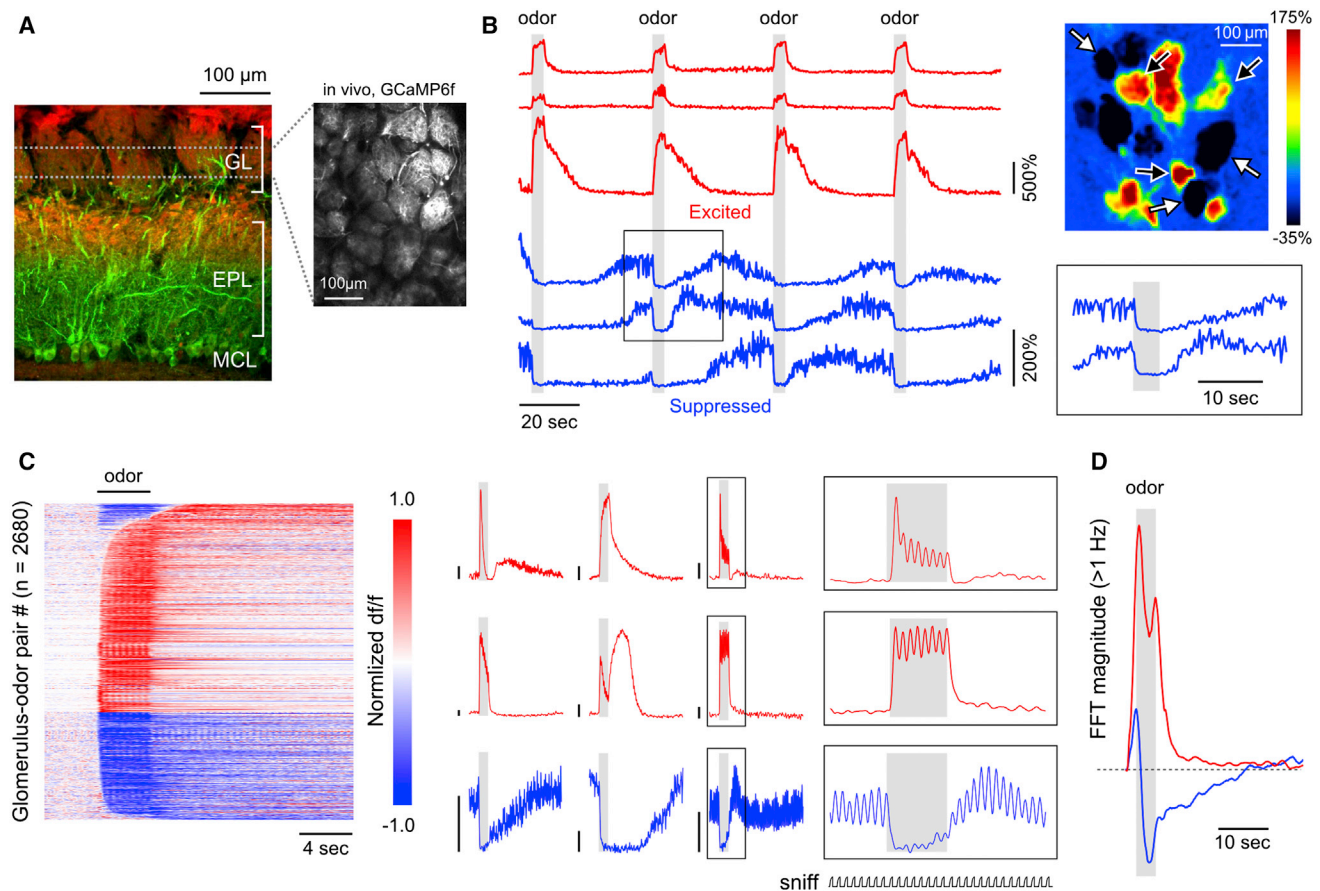 A
100 µm
in vivo, GCaMP6f
GL
EPL
MCL
100µm
B
odor odor odor odor
500%
Excited
200%
Suppressed
20 sec
175%
100 µm
-35%
10 sec
C
odor
Glomerulus-odor pair # (n = 2680)
1.0
Normlized df/f
-1.0
4 sec
sniff
D
odor
FFT magnitude (>1 Hz)
10 sec